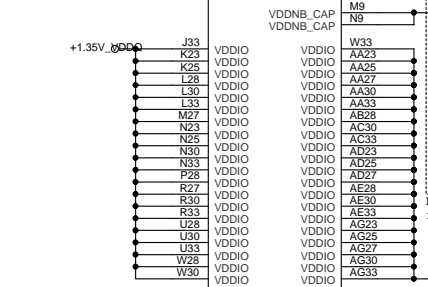 VDDNB_CAP M9
VDDNB_CAP N9
+1.35V_VDDQ J33 VDDIO VDDIO W33
K23 VDDIO VDDIO AA23
K25 VDDIO VDDIO AA25
L28 VDDIO VDDIO AA27
L30 VDDIO VDDIO AA30
L33 VDDIO VDDIO AA33
M27 VDDIO VDDIO AB28
N23 VDDIO VDDIO AC30
N25 VDDIO VDDIO AC33
N30 VDDIO VDDIO AD23
N33 VDDIO VDDIO AD25
P28 VDDIO VDDIO AD27
R27 VDDIO VDDIO AE28
R30 VDDIO VDDIO AE30
R33 VDDIO VDDIO AE33
U28 VDDIO VDDIO AG23
U30 VDDIO VDDIO AG25
U33 VDDIO VDDIO AG27
W28 VDDIO VDDIO AG30
W30 VDDIO VDDIO AG33